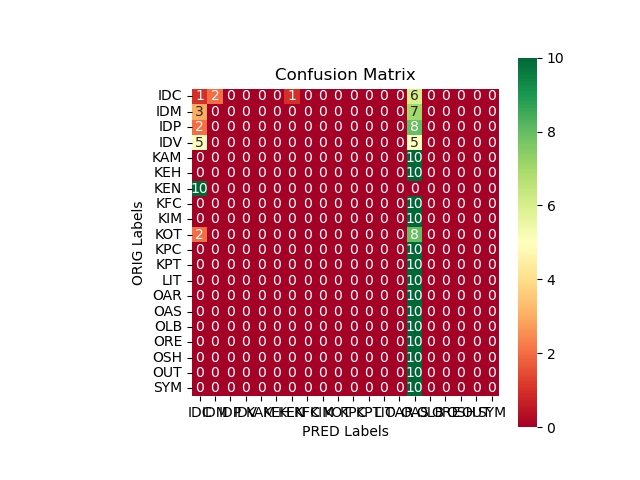 Confusion Matrix
ORIG Labels
IDC 1 2 0 0 0 0 1 0 0 0 0 0 0 0 6 0 0 0 0 0
IDM 3 0 0 0 0 0 0 0 0 0 0 0 0 0 7 0 0 0 0 0
IDP 2 0 0 0 0 0 0 0 0 0 0 0 0 0 8 0 0 0 0 0
IDV 5 0 0 0 0 0 0 0 0 0 0 0 0 0 5 0 0 0 0 0
KAM 0 0 0 0 0 0 0 0 0 0 0 0 0 0 10 0 0 0 0 0
KEH 0 0 0 0 0 0 0 0 0 0 0 0 0 0 10 0 0 0 0 0
KEN 10 0 0 0 0 0 0 0 0 0 0 0 0 0 0 0 0 0 0 0
KFC 0 0 0 0 0 0 0 0 0 0 0 0 0 0 10 0 0 0 0 0
KIM 0 0 0 0 0 0 0 0 0 0 0 0 0 0 10 0 0 0 0 0
KOT 2 0 0 0 0 0 0 0 0 0 0 0 0 0 8 0 0 0 0 0
KPC 0 0 0 0 0 0 0 0 0 0 0 0 0 0 10 0 0 0 0 0
KPT 0 0 0 0 0 0 0 0 0 0 0 0 0 0 10 0 0 0 0 0
LIT 0 0 0 0 0 0 0 0 0 0 0 0 0 0 10 0 0 0 0 0
OAR 0 0 0 0 0 0 0 0 0 0 0 0 0 0 10 0 0 0 0 0
OAS 0 0 0 0 0 0 0 0 0 0 0 0 0 0 10 0 0 0 0 0
OLB 0 0 0 0 0 0 0 0 0 0 0 0 0 0 10 0 0 0 0 0
ORE 0 0 0 0 0 0 0 0 0 0 0 0 0 0 10 0 0 0 0 0
OSH 0 0 0 0 0 0 0 0 0 0 0 0 0 0 10 0 0 0 0 0
OUT 0 0 0 0 0 0 0 0 0 0 0 0 0 0 10 0 0 0 0 0
SYM 0 0 0 0 0 0 0 0 0 0 0 0 0 0 10 0 0 0 0 0
IDC IDM IDP IDV KAM KEH KEN KFC KIM KOT KPC KPT LIT OAR OAS OLB ORE OSH OUT SYM
PRED Labels
10
8
6
4
2
0